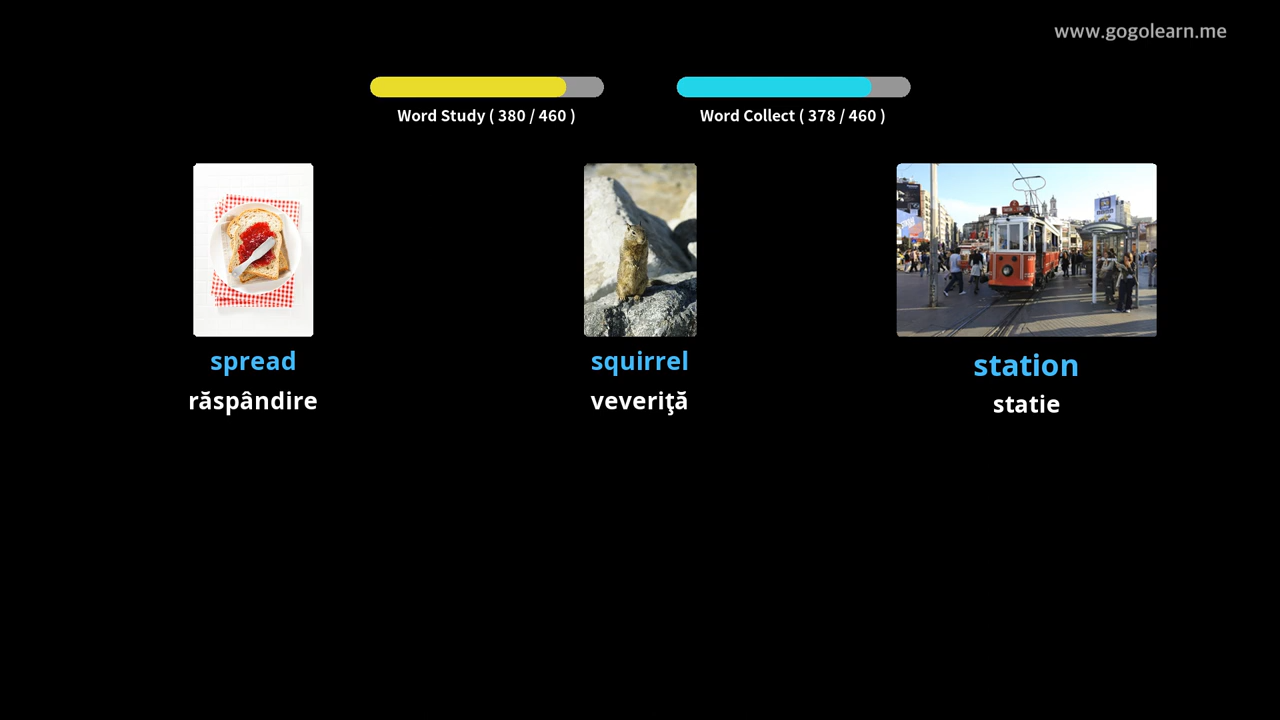 www.gogolearn.me
Word Study ( 380 / 460 )
Word Collect ( 378 / 460 )
spread
răspândire
squirrel
veveriţă
station
statie